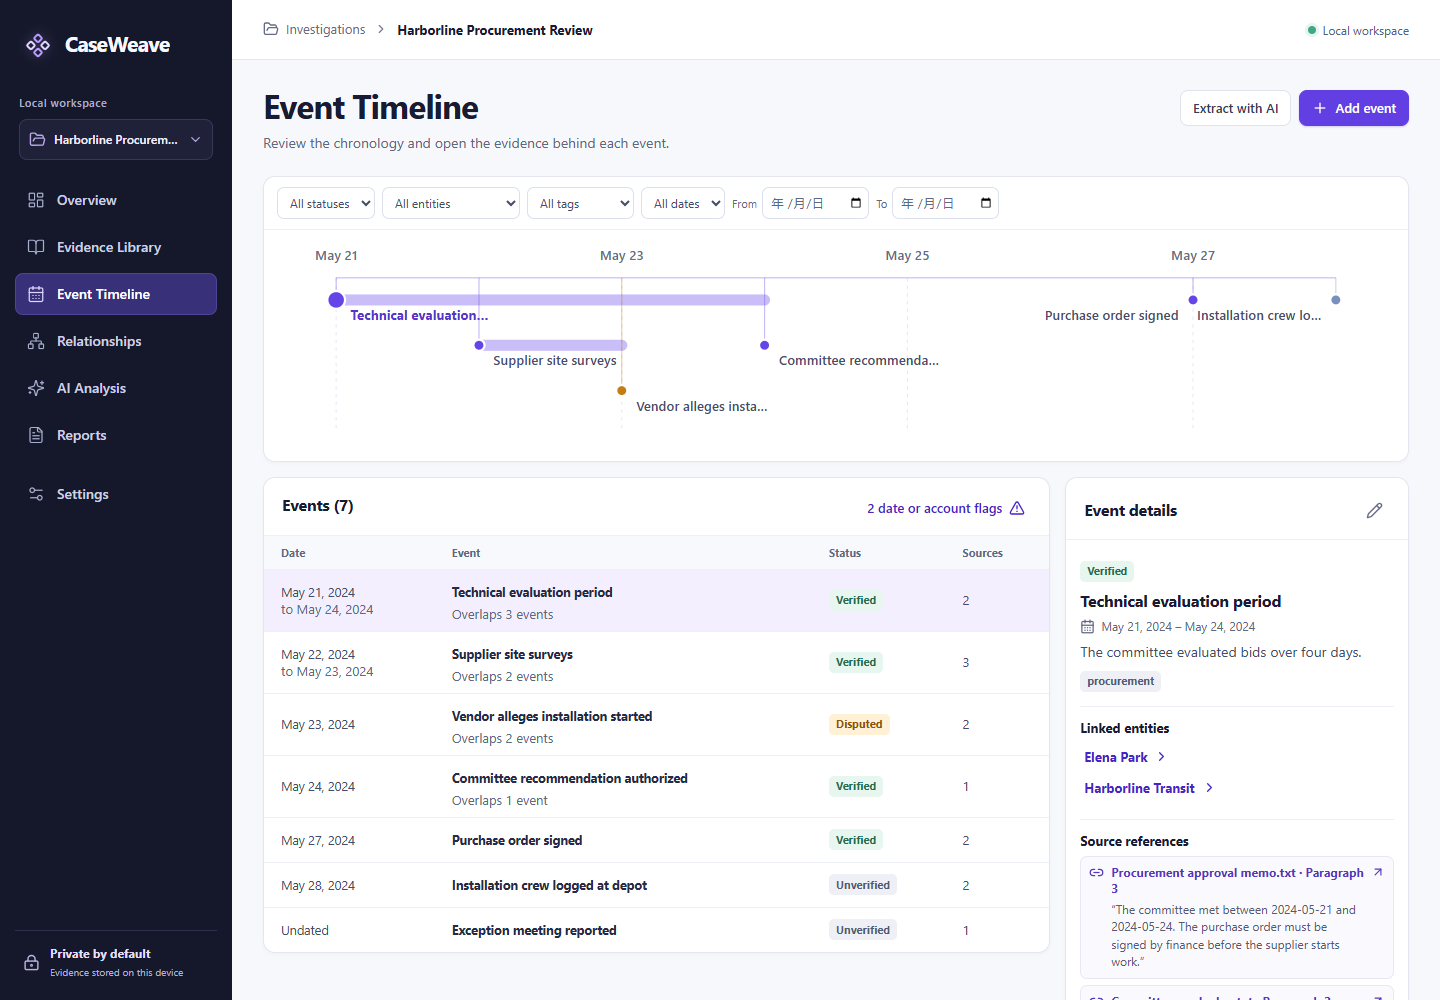 CaseWeave
Local workspace
Harborline Procurem...
Overview
Evidence Library
Event Timeline
Relationships
AI Analysis
Reports
Settings
Private by default
Evidence stored on this device
Investigations
Harborline Procurement Review
Local workspace
Event Timeline
Review the chronology and open the evidence behind each event.
Extract with AI
Add event
All statuses
All entities
All tags
All dates
From
年 /月/日
To
年 /月/日
May 21
May 23
May 25
May 27
Technical evaluation...
Purchase order signed
Installation crew lo...
Supplier site surveys
Committee recommenda...
Vendor alleges insta...
Events (7)
2 date or account flags
Date
Event
Status
Sources
May 21, 2024
to May 24, 2024
Technical evaluation period
Overlaps 3 events
Verified
2
May 22, 2024
to May 23, 2024
Supplier site surveys
Overlaps 2 events
Verified
3
May 23, 2024
Vendor alleges installation started
Overlaps 2 events
Disputed
2
May 24, 2024
Committee recommendation authorized
Overlaps 1 event
Verified
1
May 27, 2024
Purchase order signed
Verified
2
May 28, 2024
Installation crew logged at depot
Unverified
2
Undated
Exception meeting reported
Unverified
1
Event details
Verified
Technical evaluation period
May 21, 2024 – May 24, 2024
The committee evaluated bids over four days.
procurement
Linked entities
Elena Park
Harborline Transit
Source references
Procurement approval memo.txt · Paragraph
3
“The committee met between 2024-05-21 and
2024-05-24. The purchase order must be
signed by finance before the supplier starts
work.”